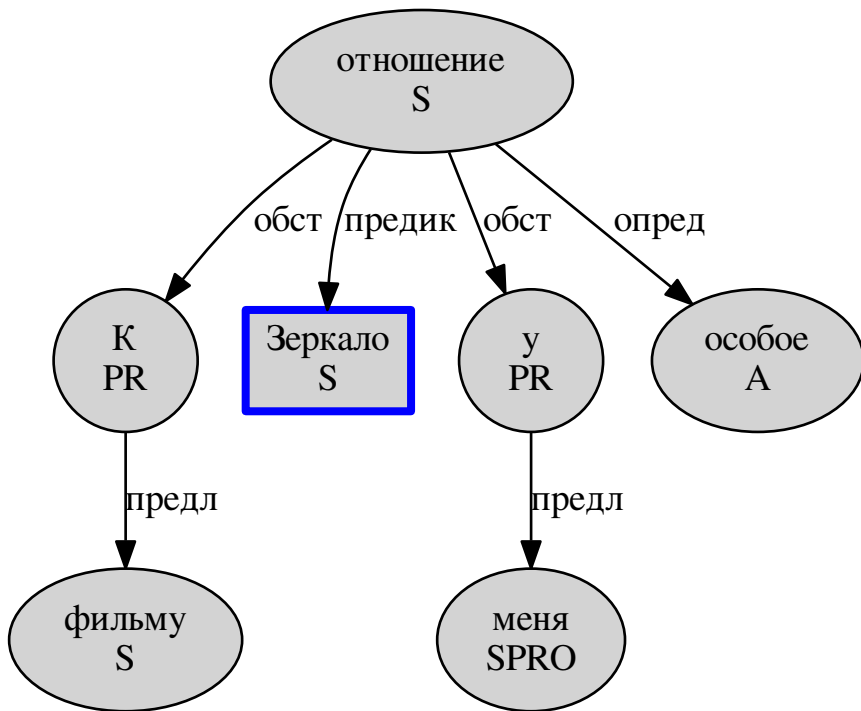 отношение
S
обст
предик
обст
опред
К
PR
Зеркало
S
у
PR
особое
A
предл
предл
фильму
S
меня
SPRO